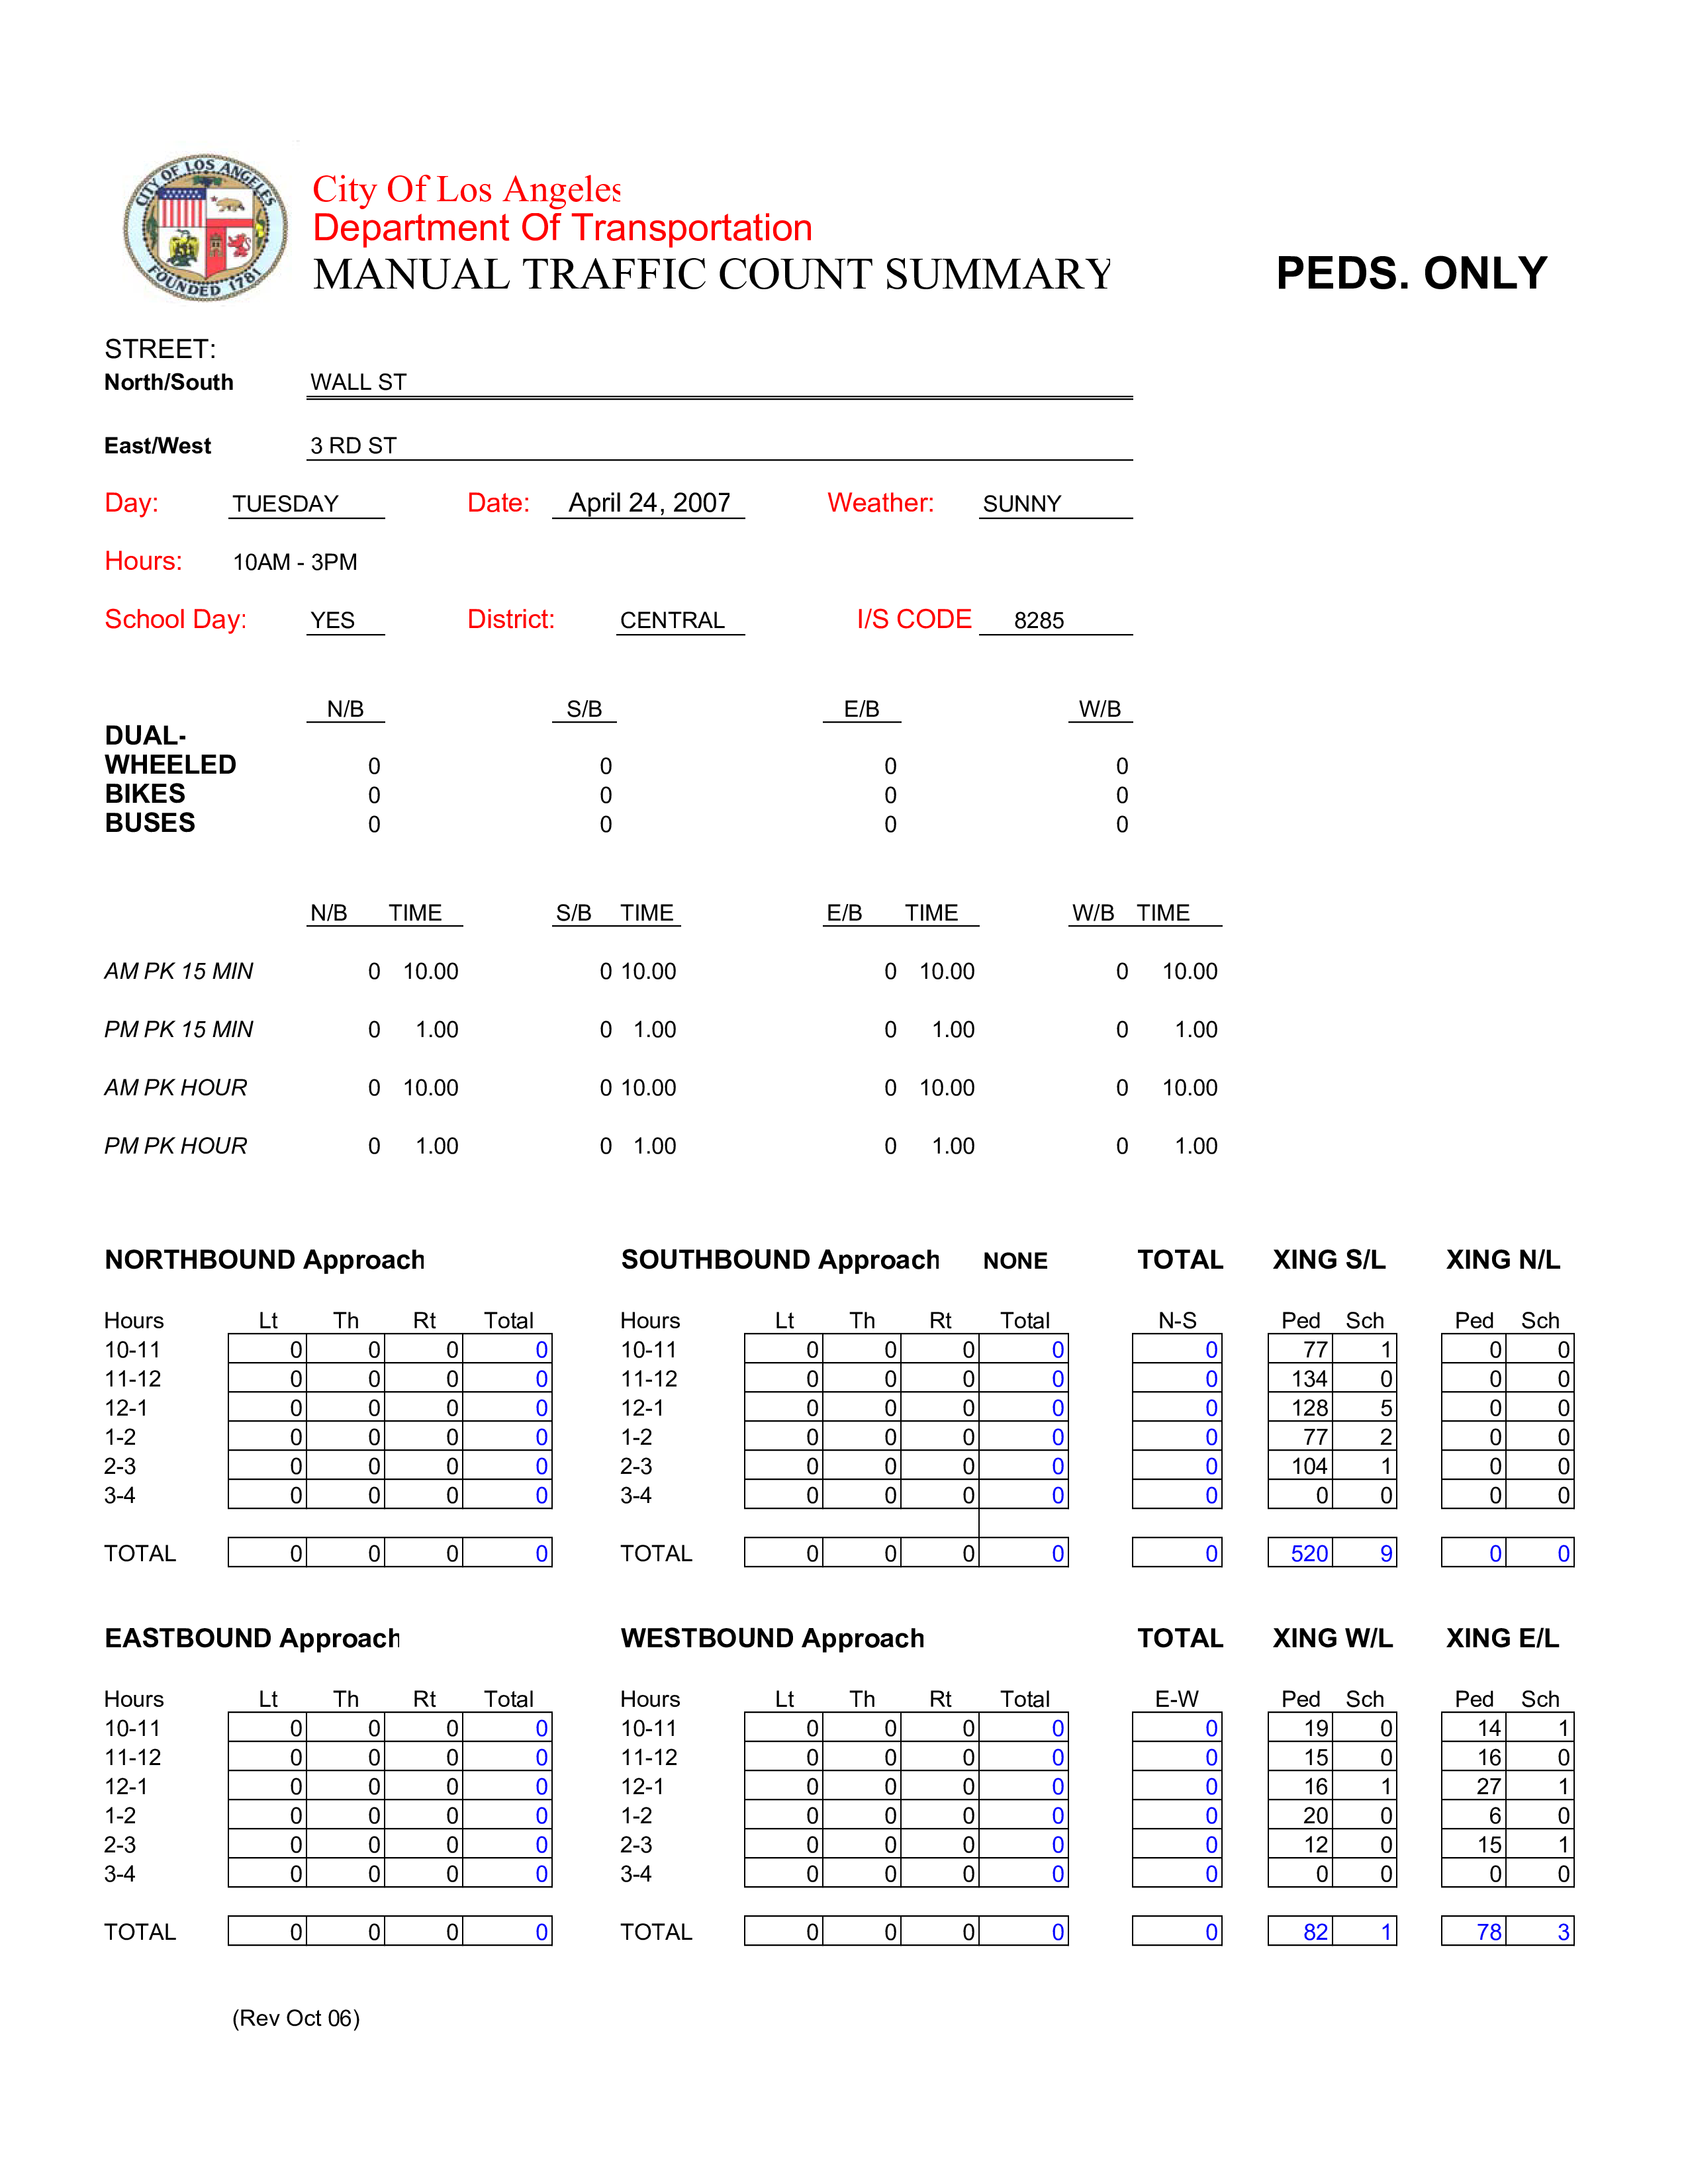 CITY OF LOS ANGELES
FOUNDED 1781
City Of Los Angeles
Department Of Transportation
MANUAL TRAFFIC COUNT SUMMARY
PEDS. ONLY
STREET:
North/South WALL ST
East/West 3 RD ST
Day: TUESDAY Date: April 24, 2007 Weather: SUNNY
Hours: 10AM - 3PM
School Day: YES District: CENTRAL I/S CODE 8285
N/B S/B E/B W/B
DUAL-
WHEELED 0 0 0 0
BIKES 0 0 0 0
BUSES 0 0 0 0
N/B TIME S/B TIME E/B TIME W/B TIME
AM PK 15 MIN 0 10.00 0 10.00 0 10.00 0 10.00
PM PK 15 MIN 0 1.00 0 1.00 0 1.00 0 1.00
AM PK HOUR 0 10.00 0 10.00 0 10.00 0 10.00
PM PK HOUR 0 1.00 0 1.00 0 1.00 0 1.00
NORTHBOUND Approach SOUTHBOUND Approach NONE TOTAL XING S/L XING N/L
Hours Lt Th Rt Total Hours Lt Th Rt Total N-S Ped Sch Ped Sch
10-11 0 0 0 0 10-11 0 0 0 0 0 77 1 0 0
11-12 0 0 0 0 11-12 0 0 0 0 0 134 0 0 0
12-1 0 0 0 0 12-1 0 0 0 0 0 128 5 0 0
1-2 0 0 0 0 1-2 0 0 0 0 0 77 2 0 0
2-3 0 0 0 0 2-3 0 0 0 0 0 104 1 0 0
3-4 0 0 0 0 3-4 0 0 0 0 0 0 0 0 0
TOTAL 0 0 0 0 TOTAL 0 0 0 0 0 520 9 0 0
EASTBOUND Approach WESTBOUND Approach TOTAL XING W/L XING E/L
Hours Lt Th Rt Total Hours Lt Th Rt Total E-W Ped Sch Ped Sch
10-11 0 0 0 0 10-11 0 0 0 0 0 19 0 14 1
11-12 0 0 0 0 11-12 0 0 0 0 0 15 0 16 0
12-1 0 0 0 0 12-1 0 0 0 0 0 16 1 27 1
1-2 0 0 0 0 1-2 0 0 0 0 0 20 0 6 0
2-3 0 0 0 0 2-3 0 0 0 0 0 12 0 15 1
3-4 0 0 0 0 3-4 0 0 0 0 0 0 0 0 0
TOTAL 0 0 0 0 TOTAL 0 0 0 0 0 82 1 78 3
(Rev Oct 06)